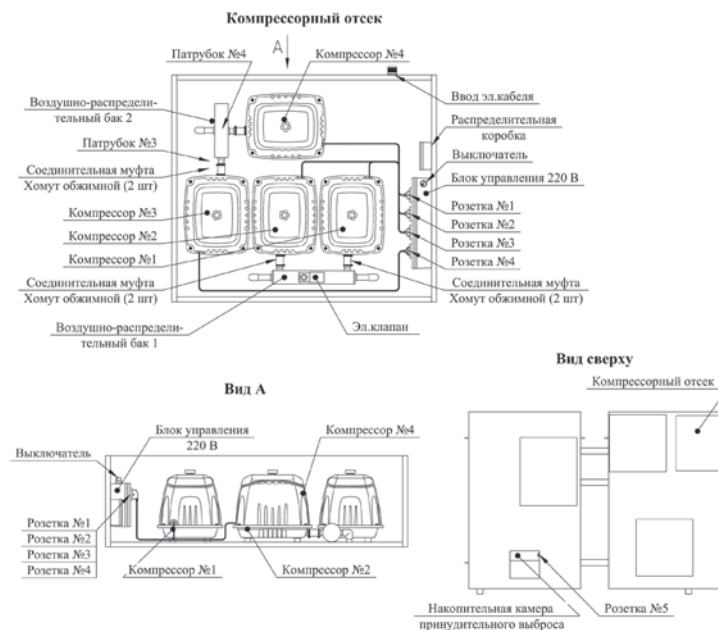 Компрессорный отсек
А
Патрубок №4
Компрессор №4
Воздушно-распредели-
тельный бак 2
Ввод эл.кабеля
Распределительная
коробка
Патрубок №3
Выключатель
Соединительная муфта
Хомут обжимной (2 шт)
Блок управления 220 В
Компрессор №3
Розетка №1
Компрессор №2
Розетка №2
Компрессор №1
Розетка №3
Розетка №4
Соединительная муфта
Хомут обжимной (2 шт)
Соединительная муфта
Хомут обжимной (2 шт)
Воздушно-распредели-
тельный бак 1
Эл.клапан
Вид А
Блок управления
220 В
Компрессор №4
Выключатель
Розетка №1
Розетка №2
Розетка №3
Розетка №4
Компрессор №1
Компрессор №2
Вид сверху
Компрессорный отсек
Накопительная камера
принудительного выброса
Розетка №5